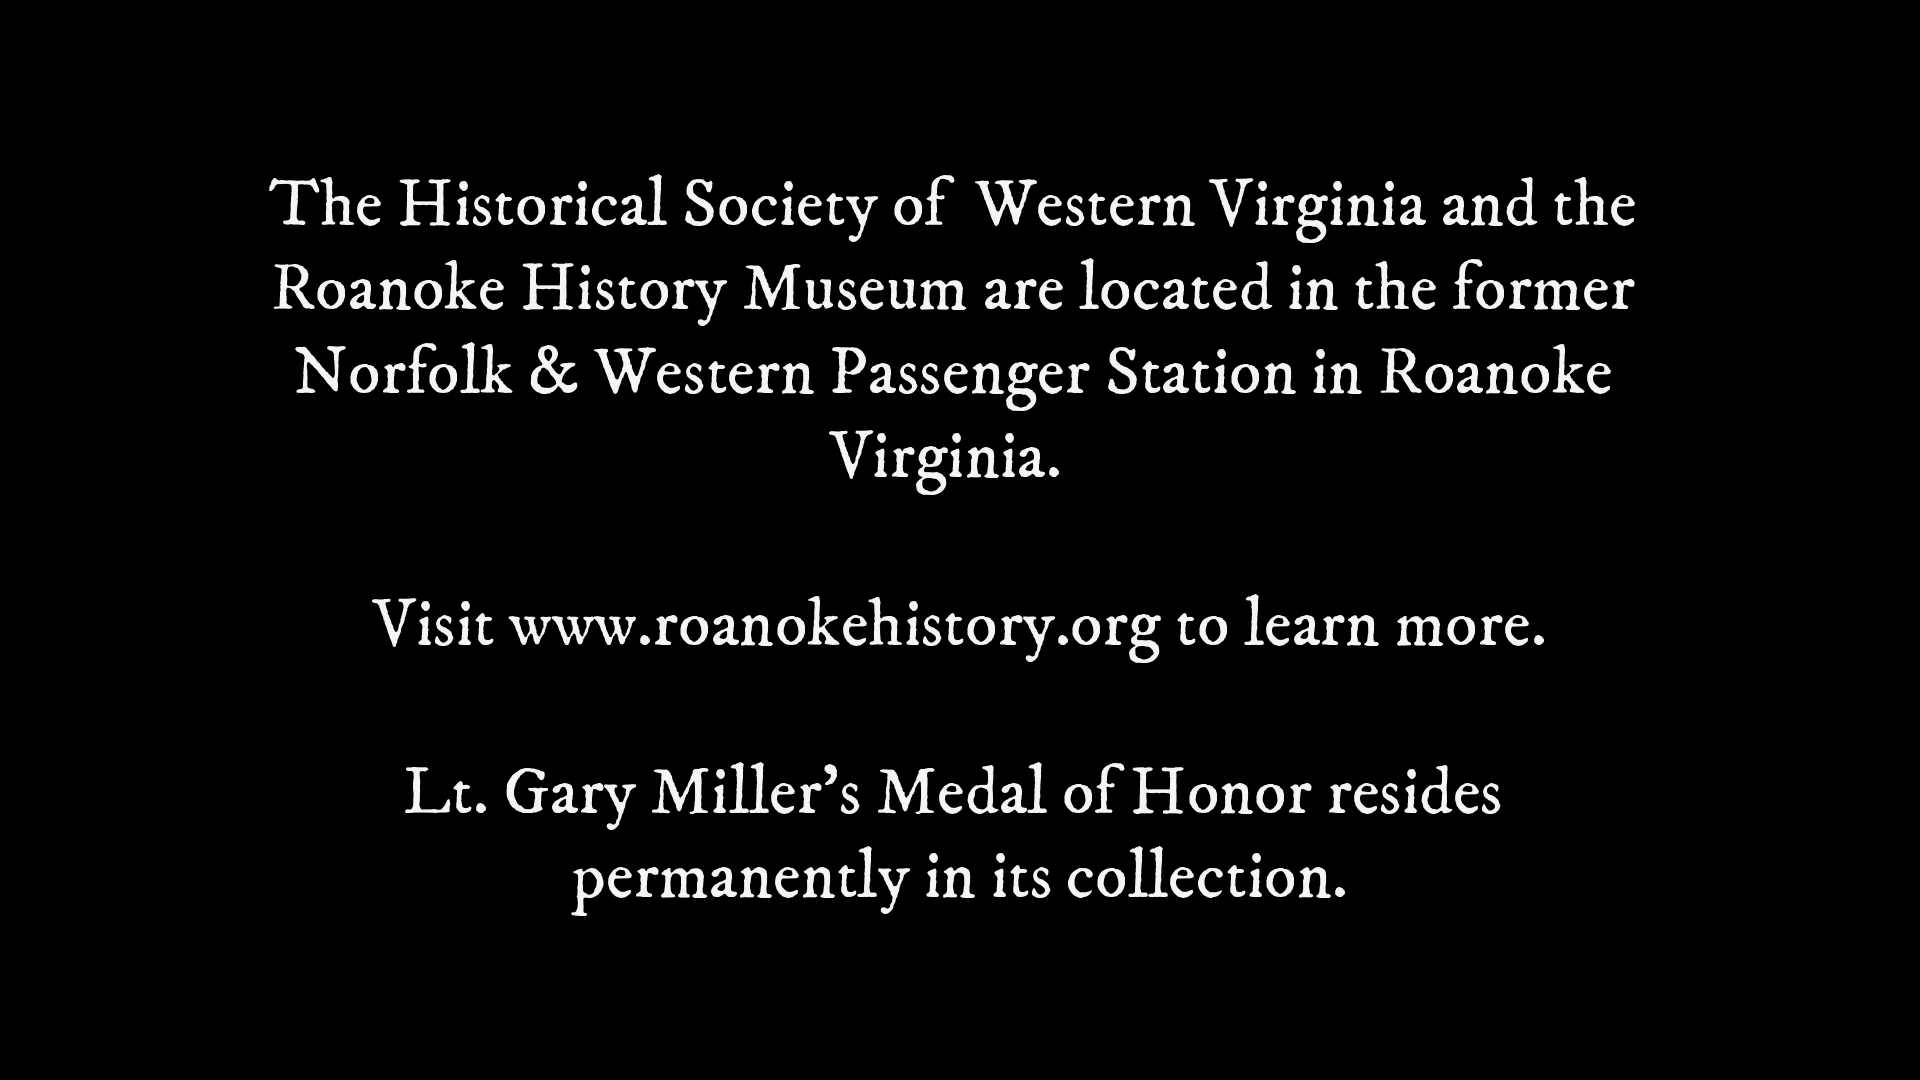 The Historical Society of Western Virginia and the
Roanoke History Museum are located in the former
Norfolk & Western Passenger Station in Roanoke
Virginia.
Visit www.roanokehistory.org to learn more.
Lt. Gary Miller’s Medal of Honor resides
permanently in its collection.